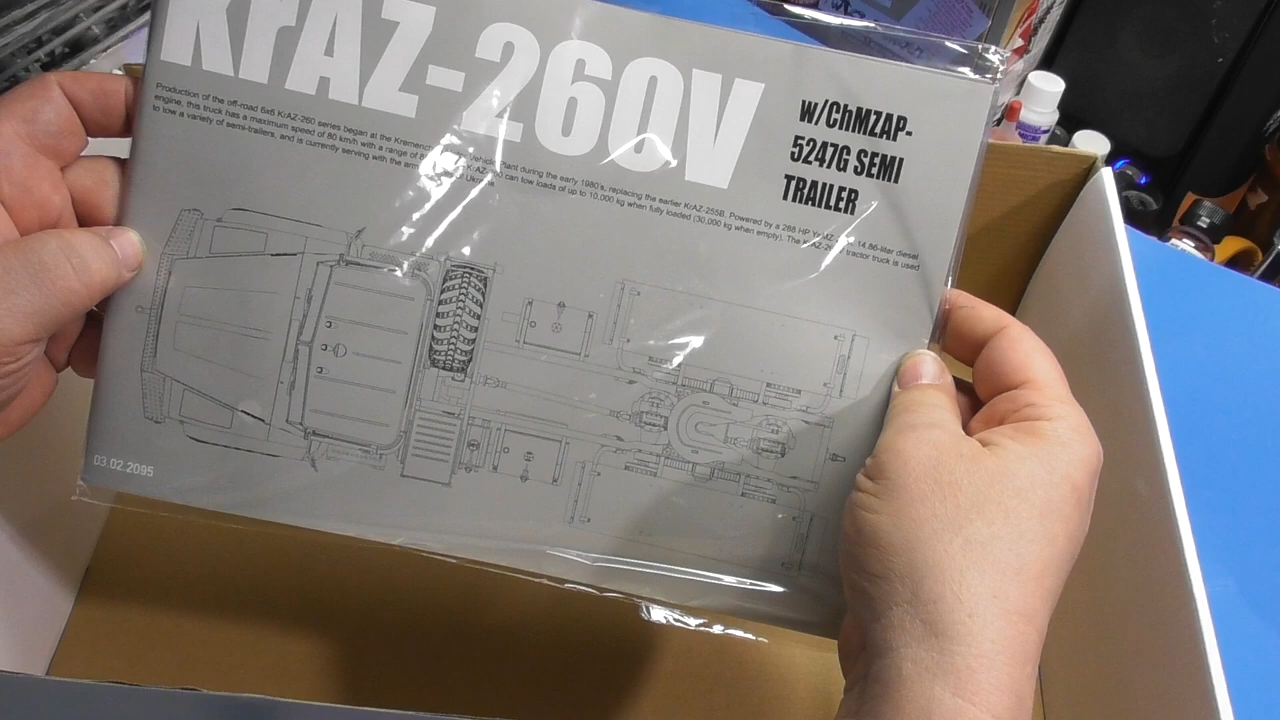 KrAZ-260V
w/ChMZAP-
5247G SEMI
TRAILER
Production of the off-road 6x6 KrAZ-260 series began at the Kremench Vehicle Plant during the early 1980's, replacing the earlier KrAZ-255B. Powered by a 288 HP 14.86-liter diesel
engine, this truck has a maximum speed of 80 km/h with a range of can tow loads of up to 10,000 kg when fully loaded (30,000 kg when empty). The tractor truck is used
to tow a variety of semi-trailers, and is currently serving with the
03.02.2095